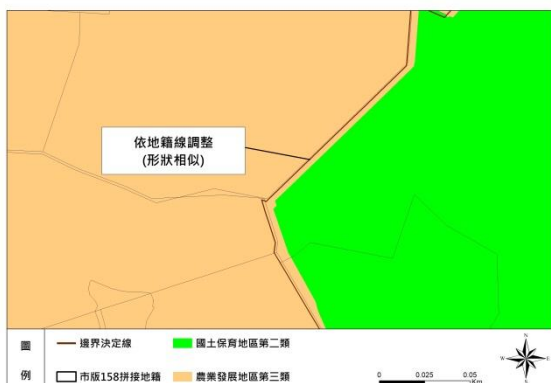 依地籍線調整
(形狀相似)
圖例
邊界決定線
國土保育地區第二類
市版158拼接地籍
農業發展地區第三類
0 0.025 0.05
Km
N
W E
S